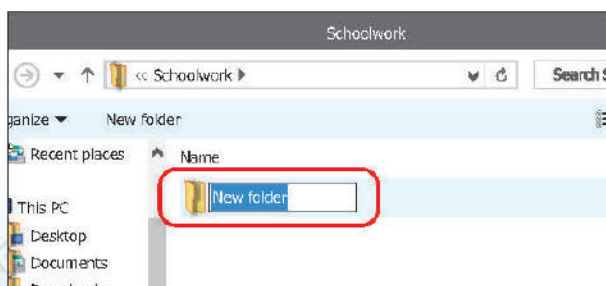 Schoolwork
« Schoolwork
Search S
ganize New folder
Recent places Name
New folder
This PC
Desktop
Documents